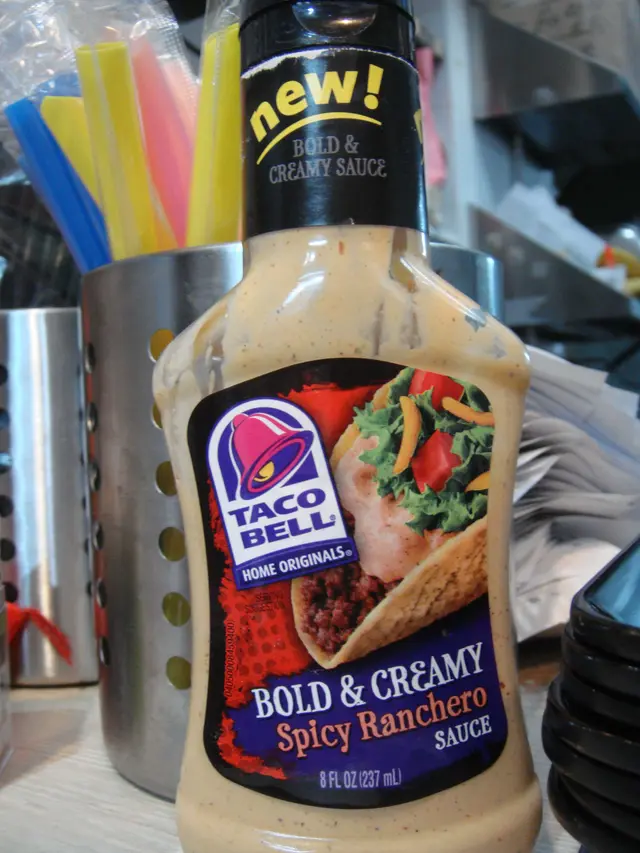 new!
BOLD &
CREAMY SAUCE
TACO
BELL®
HOME ORIGINALS®
BOLD & CREAMY
Spicy Ranchero
SAUCE
8 FL OZ (237 mL)